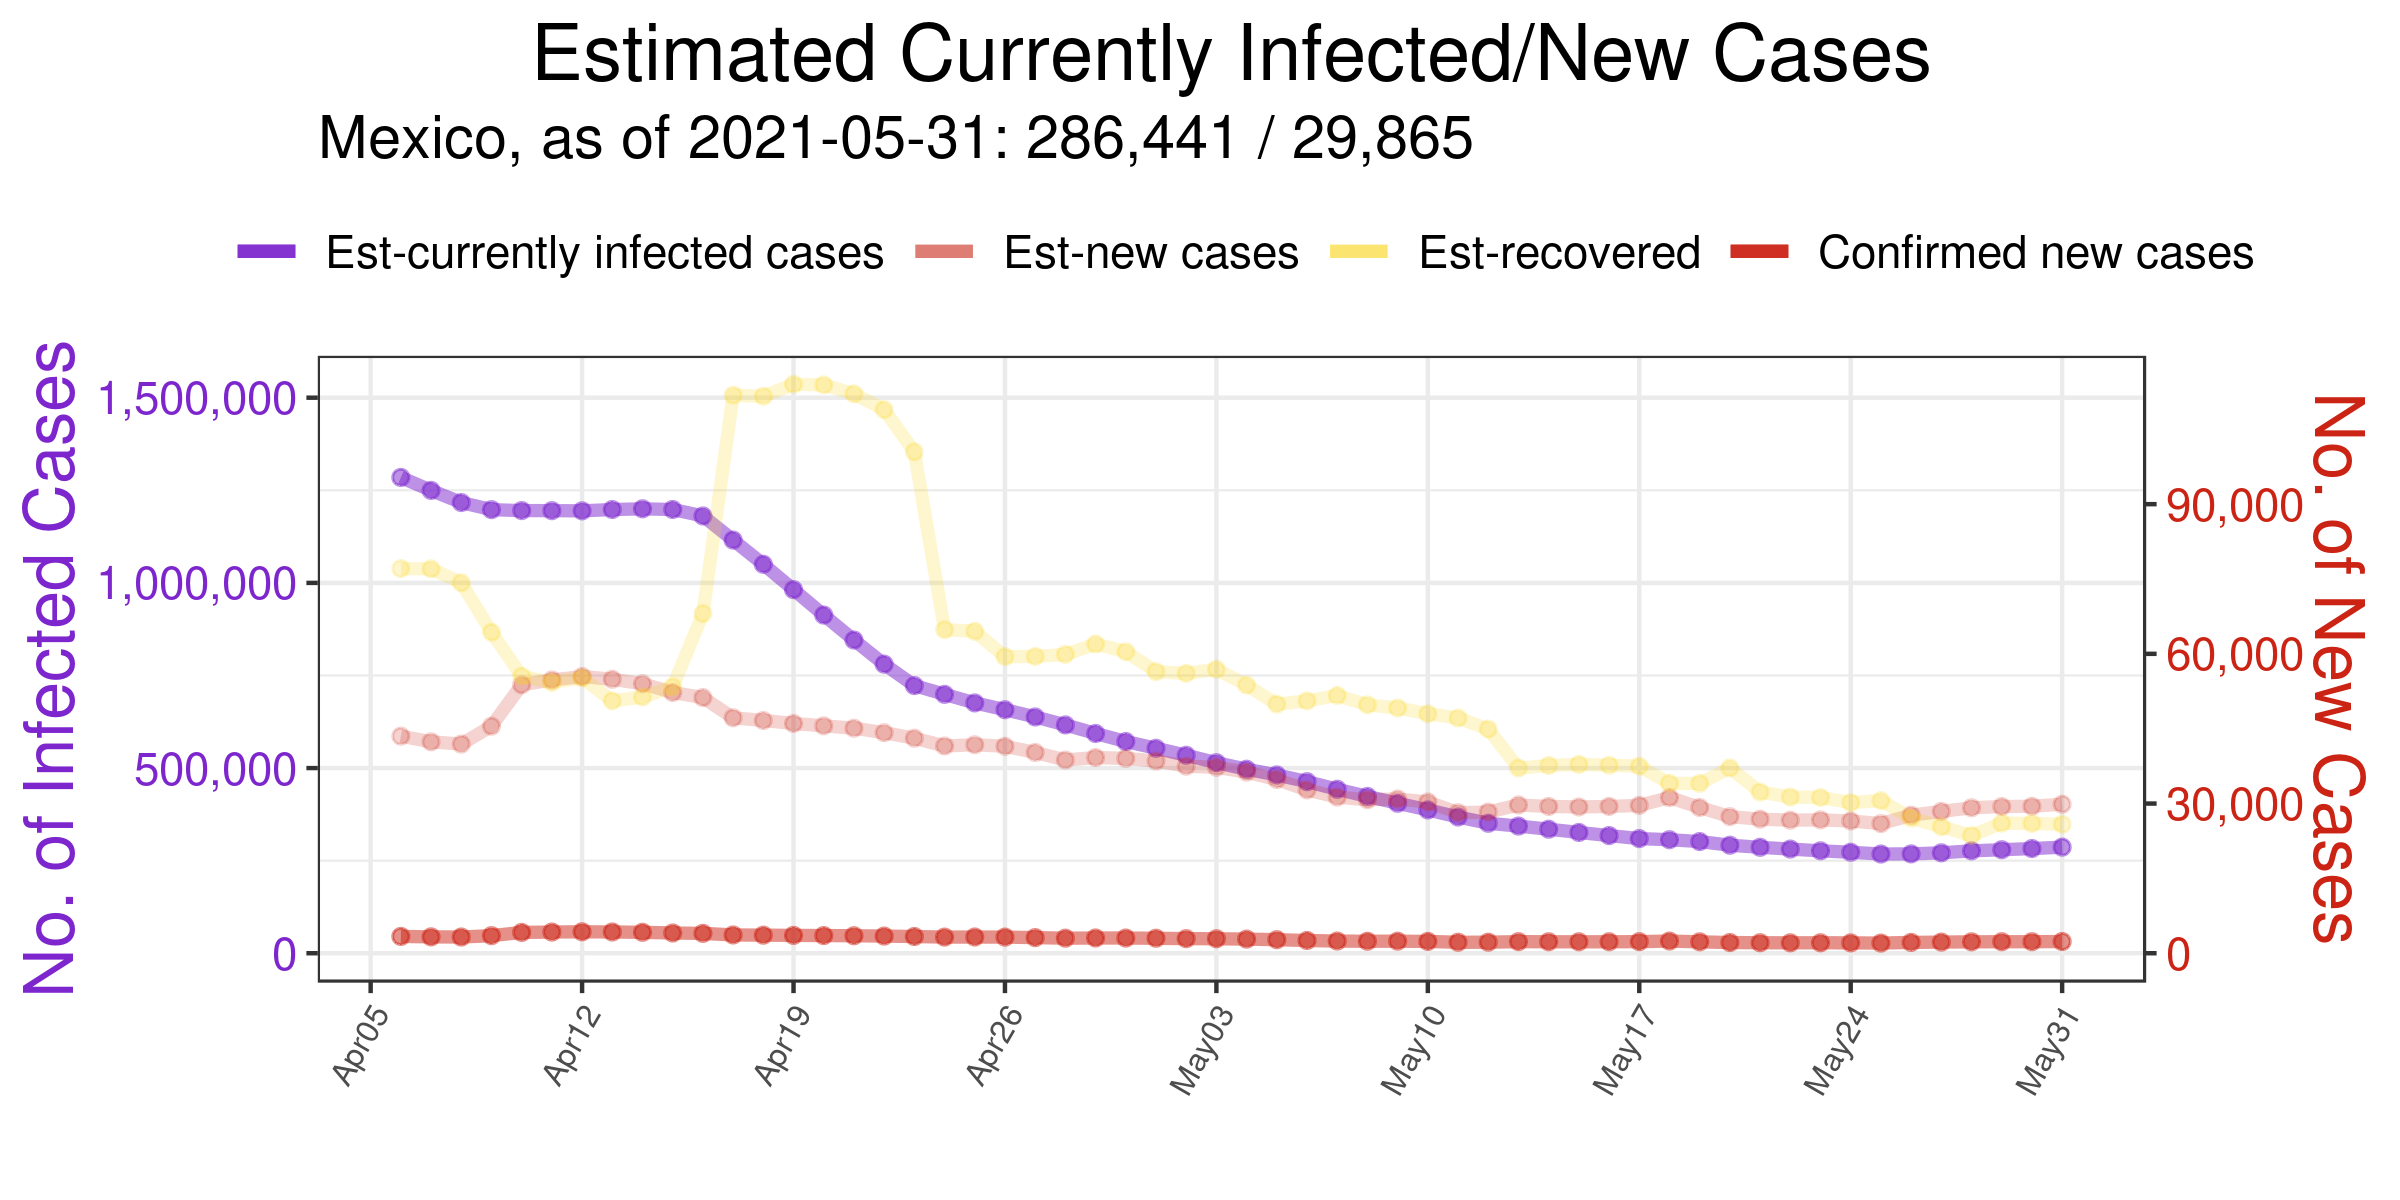 Estimated Currently Infected/New Cases
Mexico, as of 2021-05-31: 286,441 / 29,865
Est-currently infected cases Est-new cases Est-recovered Confirmed new cases
No. of Infected Cases
1,500,000
1,000,000
500,000
0
90,000
60,000
30,000
0
No. of New Cases
Apr05 Apr12 Apr19 Apr26 May03 May10 May17 May24 May31